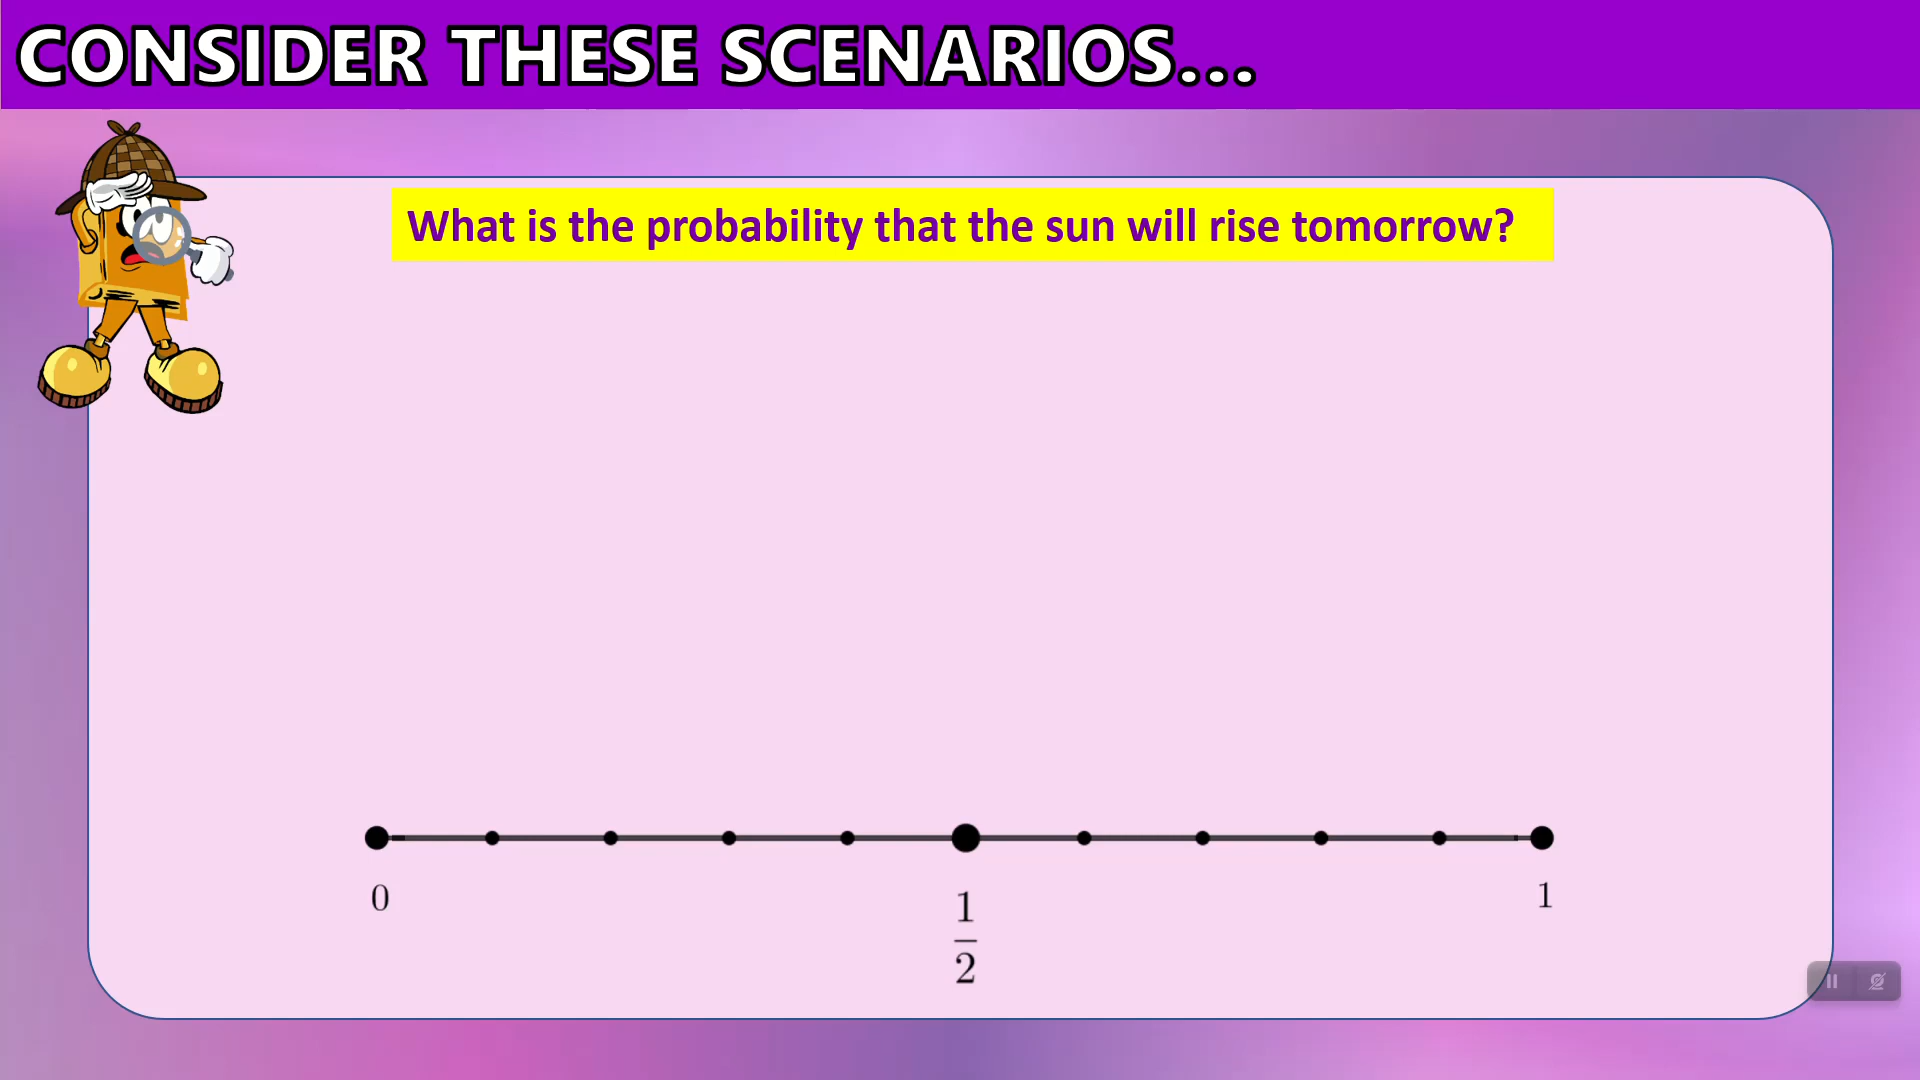 CONSIDER THESE SCENARIOS...
What is the probability that the sun will rise tomorrow?
0
1
2
1